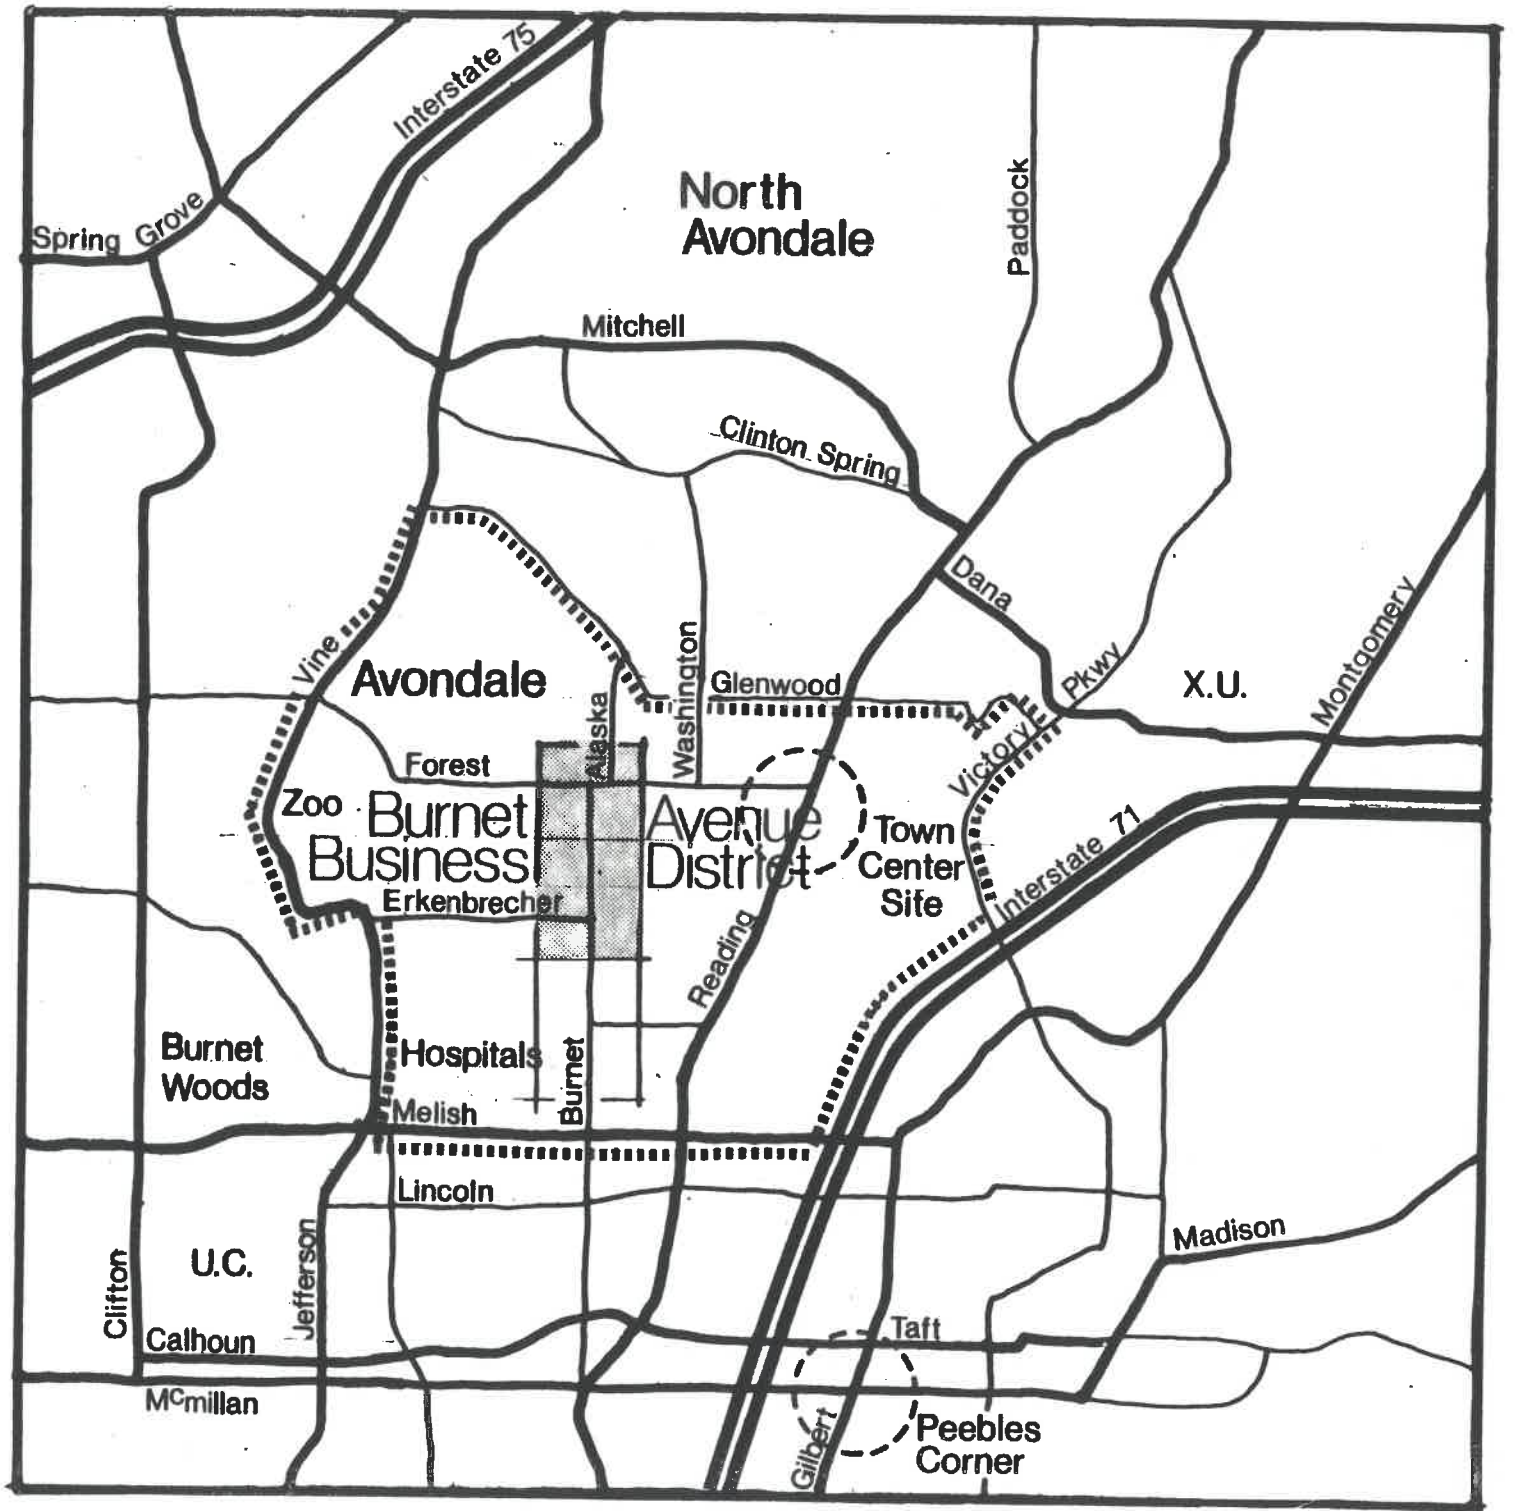 Interstate 75
North
Avondale
Paddock
Spring Grove
Mitchell
Clinton Spring
Dana
Vine
Avondale
Alaska
Washington
Glenwood
Pkwy
X.U.
Montgomery
Victory
Forest
Zoo
Burnet Avenue
Business District
Town
Center
Site
Interstate 71
Erkenbrecher
Reading
Burnet
Woods
Hospitals
Burnet
Melish
Lincoln
Clifton
U.C.
Jefferson
Madison
Calhoun
Taft
McMillan
Gilbert
Peebles
Corner